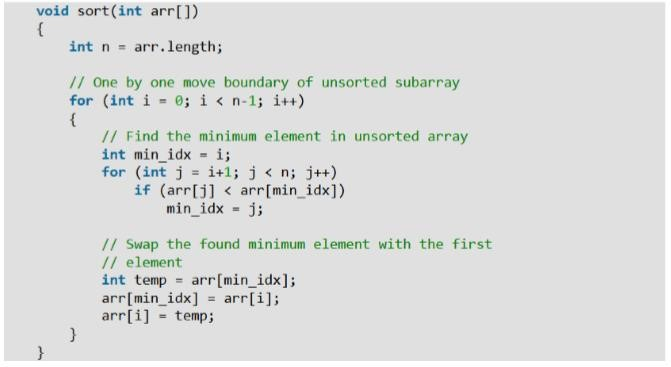 void sort(int arr[])
{
int n = arr.length;
// One by one move boundary of unsorted subarray
for (int i = 0; i < n-1; i++)
{
// Find the minimum element in unsorted array
int min_idx = i;
for (int j = i+1; j < n; j++)
if (arr[j] < arr[min_idx])
min_idx = j;
// Swap the found minimum element with the first
// element
int temp = arr[min_idx];
arr[min_idx] = arr[i];
arr[i] = temp;
}
}